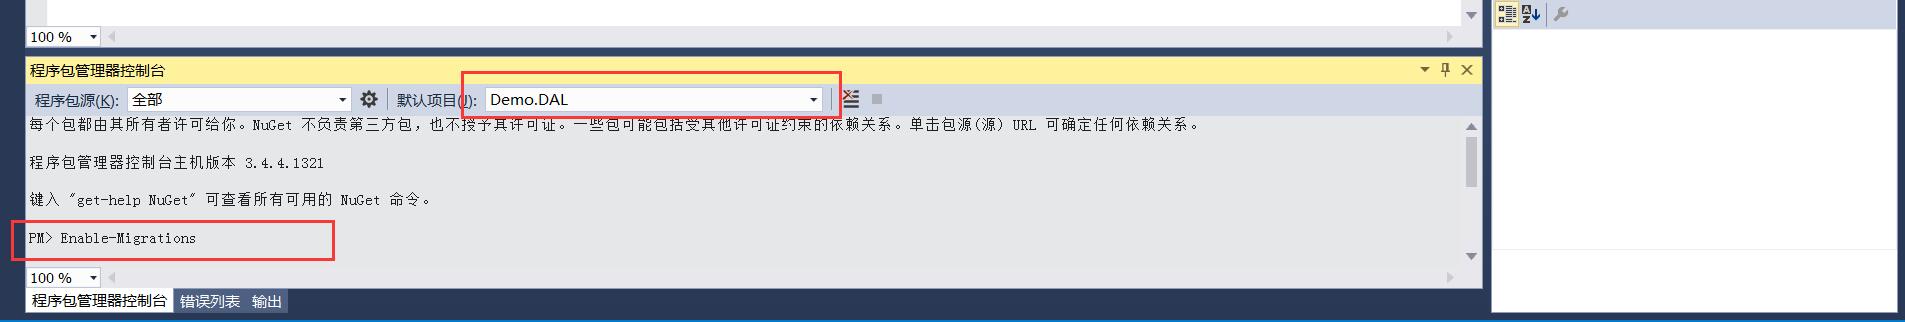 100 %
程序包管理器控制台
程序包源(K): 全部 默认项目(J): Demo.DAL
每个包都由其所有者许可给你。NuGet 不负责第三方包，也不授予其许可证。一些包可能包括受其他许可证约束的依赖关系。单击包源(源) URL 可确定任何依赖关系。
程序包管理器控制台主机版本 3.4.4.1321
键入 "get-help NuGet" 可查看所有可用的 NuGet 命令。
PM> Enable-Migrations
100 %
程序包管理器控制台 错误列表 输出